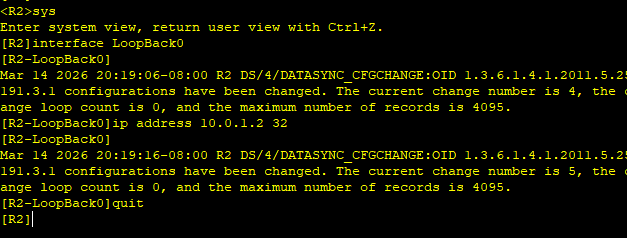 <R2>sys
Enter system view, return user view with Ctrl+Z.
[R2]interface LoopBack0
[R2-LoopBack0]
Mar 14 2026 20:19:06-08:00 R2 DS/4/DATASYNC_CFGCHANGE:OID 1.3.6.1.4.1.2011.5.25
191.3.1 configurations have been changed. The current change number is 4, the c
ange loop count is 0, and the maximum number of records is 4095.
[R2-LoopBack0]ip address 10.0.1.2 32
[R2-LoopBack0]
Mar 14 2026 20:19:16-08:00 R2 DS/4/DATASYNC_CFGCHANGE:OID 1.3.6.1.4.1.2011.5.25
191.3.1 configurations have been changed. The current change number is 5, the c
ange loop count is 0, and the maximum number of records is 4095.
[R2-LoopBack0]quit
[R2]